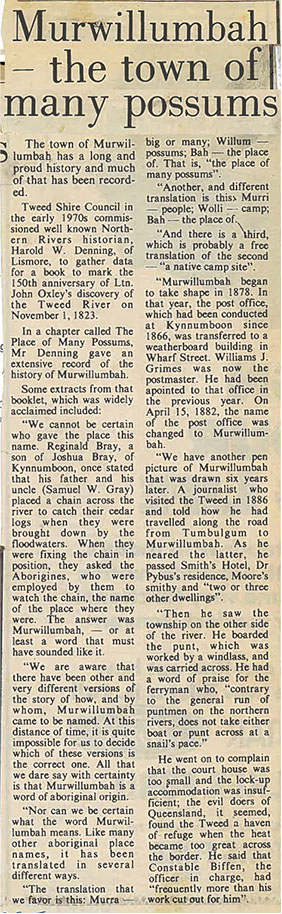 Murwillumbah
– the town of
many possums
The town of Murwil-
lumbah has a long and
proud history and much
of that has been record-
ed.
Tweed Shire Council in
the early 1970s commis-
sioned well known North-
ern Rivers historian,
Harold W. Denning, of
Lismore, to gather data
for a book to mark the
150th anniversary of Ltn.
John Oxley's discovery of
the Tweed River on
November 1, 1823.
In a chapter called The
Place of Many Possums,
Mr Denning gave an
extensive record of the
history of Murwillumbah.
Some extracts from that
booklet, which was widely
acclaimed included:
"We cannot be certain
who gave the place this
name. Reginald Bray, a
son of Joshua Bray, of
Kynnumboon, once stated
that his father and his
uncle (Samuel W. Gray)
placed a chain across the
river to catch their cedar
logs when they were
brought down by the
floodwaters. When they
were fixing the chain in
position, they asked the
Aborigines, who were
employed by them to
watch the chain, the name
of the place where they
were. The answer was
Murwillumbah, — or at
least a word that must
have sounded like it.
"We are aware that
there have been other and
very different versions of
the story of how, and by
whom, Murwillumbah
came to be named. At this
distance of time, it is quite
impossible for us to decide
which of these versions is
the correct one. All that
we dare say with certainty
is that Murwillumbah is a
word of aboriginal origin.
"Nor can we be certain
what the word Murwil-
lumbah means. Like many
other aboriginal place
names, it has been
translated in several
different ways.
"The translation that
we favor is this: Murra —
big or many; Willum —
possums; Bah — the place
of. That is, "the place of
many possums".
"Another, and different
translation is this: Murri
— people; Wolli — camp;
Bah — the place of.
"And there is a third,
which is probably a free
translation of the second
— "a native camp site".
"Murwillumbah began
to take shape in 1878. In
that year, the post office,
which had been conducted
at Kynnumboon since
1866, was transferred to a
weatherboard building in
Wharf Street. Williams J.
Grimes was now the
postmaster. He had been
apointed to that office in
the previous year. On
April 15, 1882, the name
of the post office was
changed to Murwillum-
bah.
"We have another pen
picture of Murwillumbah
that was drawn six years
later. A journalist who
visited the Tweed in 1886
and told how he had
travelled along the road
from Tumbulgum to
Murwillumbah. As he
neared the latter, he
passed Smith's Hotel, Dr
Pybus's residence, Moore's
smithy and "two or three
other dwellings".
"Then he saw the
township on the other side
of the river. He boarded
the punt, which was
worked by a windlass, and
was carried across. He had
a word of praise for the
ferryman who, "contrary
to the general run of
puntmen on the northern
rivers, does not take either
boat or punt across at a
snail's pace."
He went on to complain
that the court house was
too small and the lock-up
accommodation was insuf-
ficient; the evil doers of
Queensland, it seemed,
found the Tweed a haven
of refuge when the heat
became too great across
the border. He said that
Constable Biffen, the
officer in charge, had
"frequently more than his
work cut out for him".